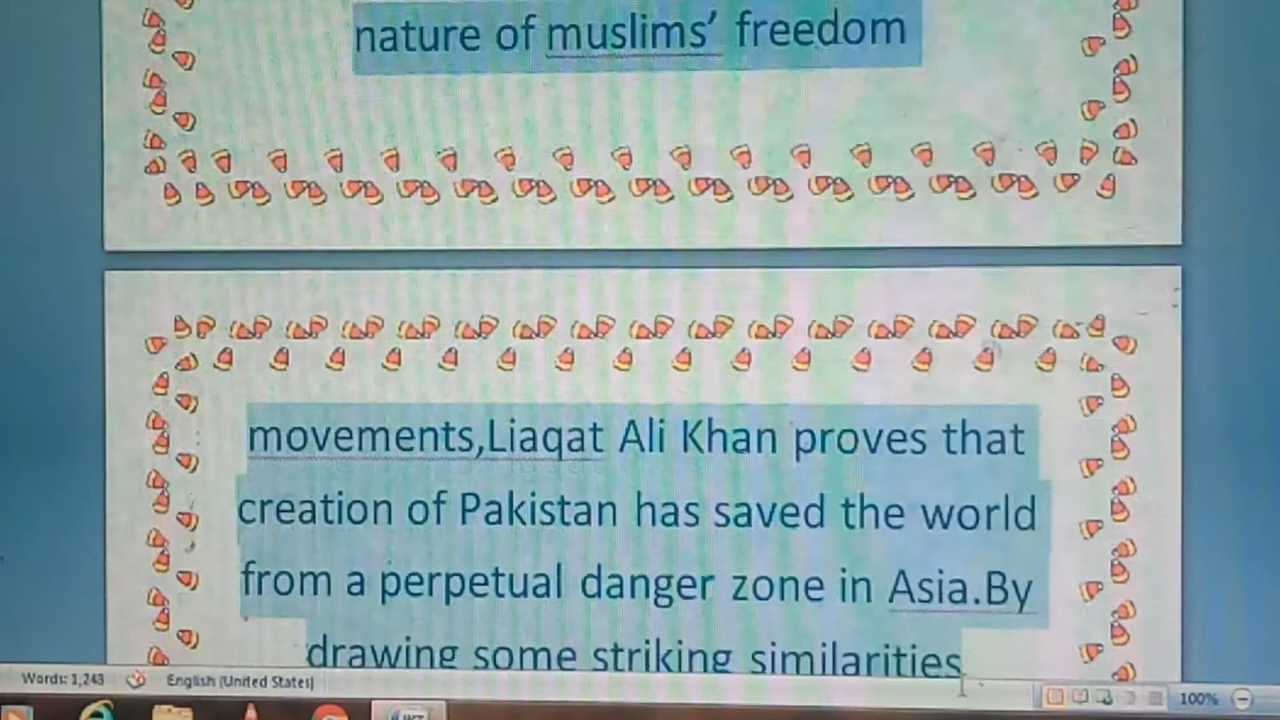 nature of muslims’ freedom
movements,Liaqat Ali Khan proves that
creation of Pakistan has saved the world
from a perpetual danger zone in Asia.By
drawing some striking similarities
Words: 1,243 English (United States) 100%